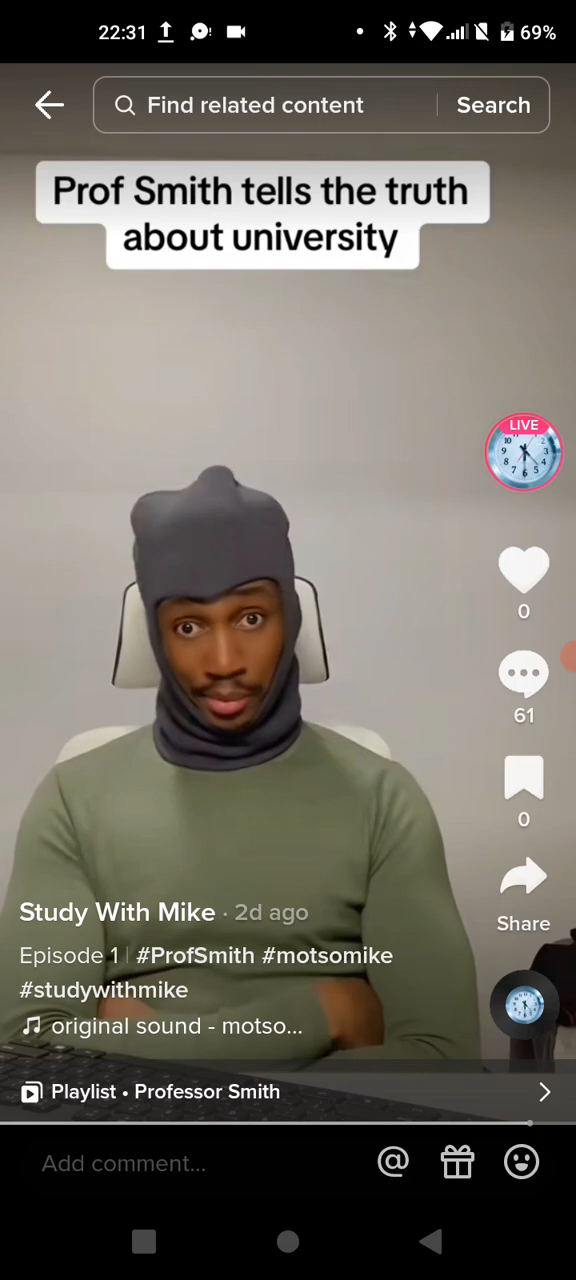 22:31
69%
Find related content
Search
Prof Smith tells the truth
about university
LIVE
0
61
0
Share
Study With Mike · 2d ago
Episode 1 | #ProfSmith #motsomike
#studywithmike
original sound - motso...
Playlist • Professor Smith
Add comment...